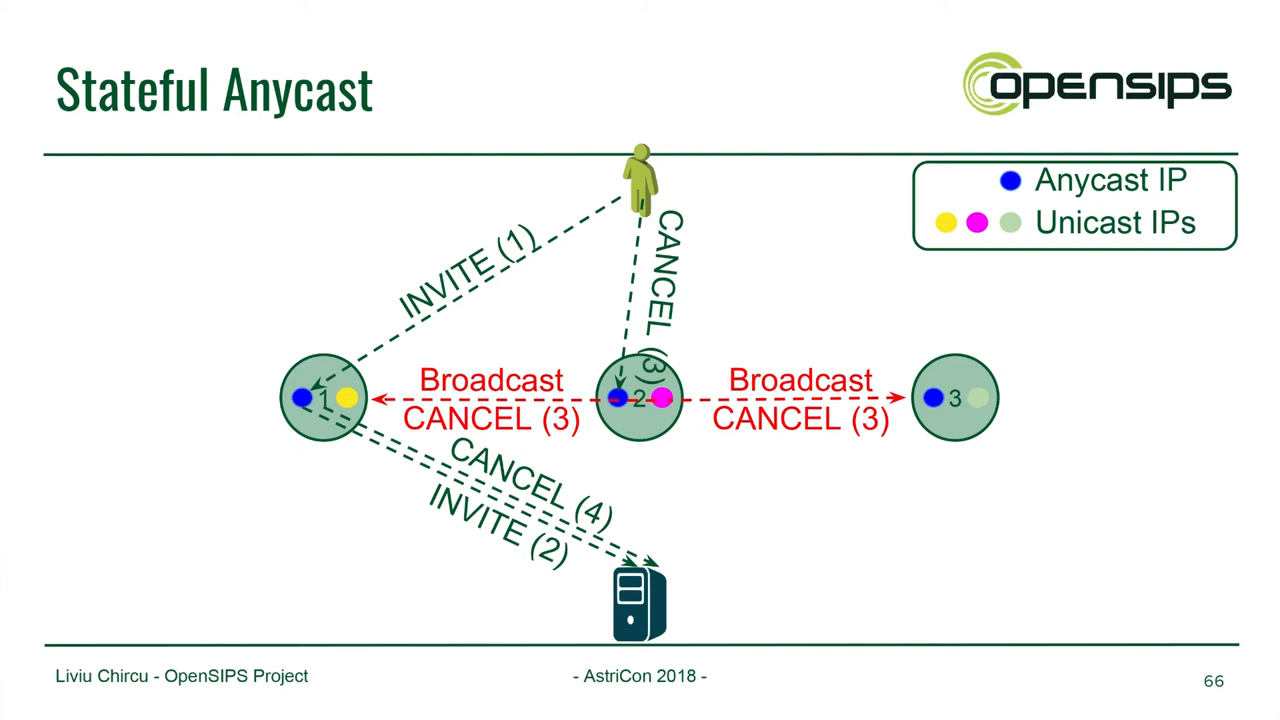 Stateful Anycast
opensips
Anycast IP
Unicast IPs
INVITE (1)
CANCEL (3)
Broadcast
CANCEL (3)
Broadcast
CANCEL (3)
1
2
3
CANCEL (4)
INVITE (2)
Liviu Chircu - OpenSIPS Project
- AstriCon 2018 -
66